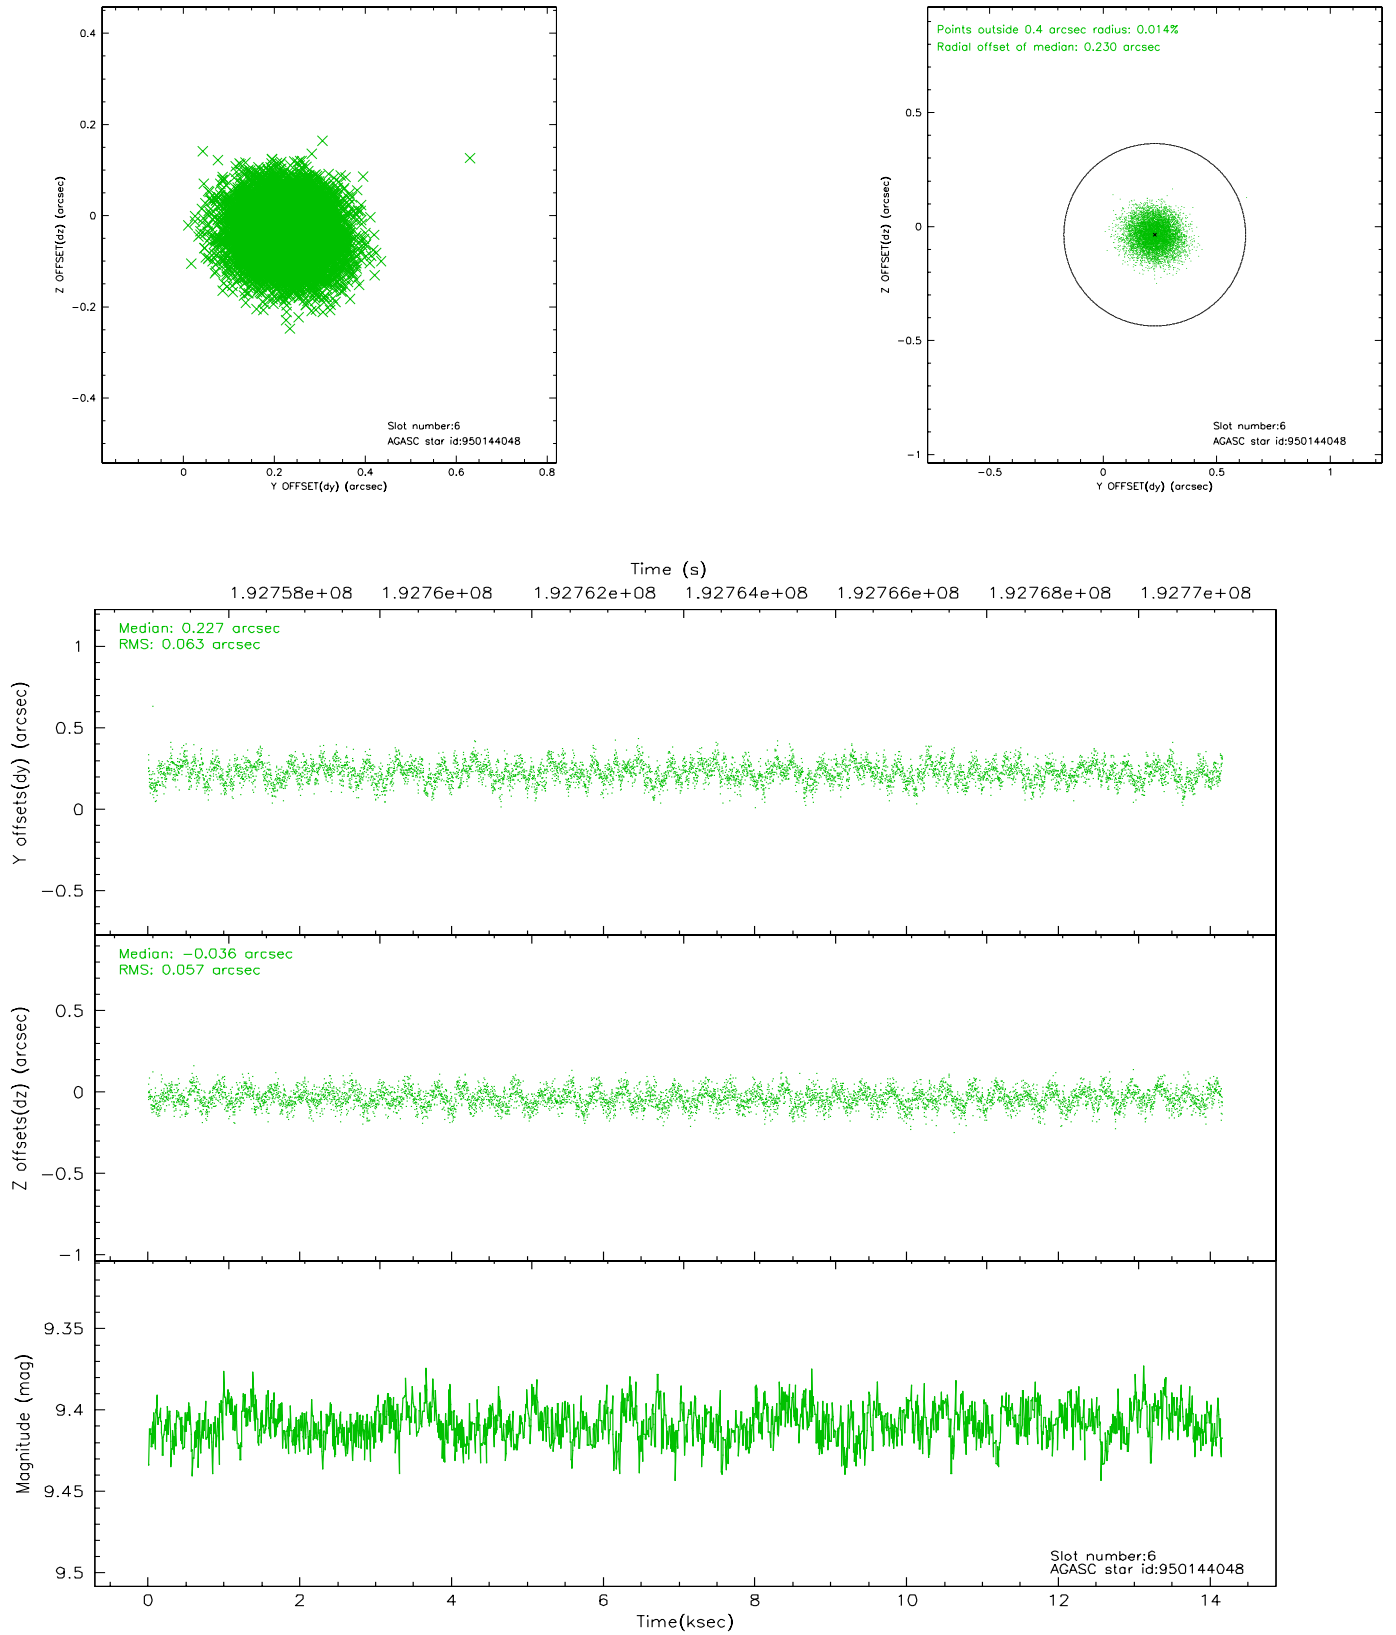 0.4
0.2
0
−0.2
−0.4
Z OFFSET(dz) (arcsec)
Slot number:6
AGASC star id:950144048
0 0.2 0.4 0.6 0.8
Y OFFSET(dy) (arcsec)
Points outside 0.4 arcsec radius: 0.014%
Radial offset of median: 0.230 arcsec
0.5
0
−0.5
−1
Z OFFSET(dz) (arcsec)
Slot number:6
AGASC star id:950144048
−0.5 0 0.5 1
Y OFFSET(dy) (arcsec)
Time (s)
1.92758e+08 1.9276e+08 1.92762e+08 1.92764e+08 1.92766e+08 1.92768e+08 1.9277e+08
Median: 0.227 arcsec
RMS: 0.063 arcsec
1
0.5
0
−0.5
Y offsets(dy) (arcsec)
Median: −0.036 arcsec
RMS: 0.057 arcsec
0.5
0
−0.5
−1
Z offsets(dz) (arcsec)
9.35
9.4
9.45
9.5
Magnitude (mag)
Slot number:6
AGASC star id:950144048
0 2 4 6 8 10 12 14
Time(ksec)